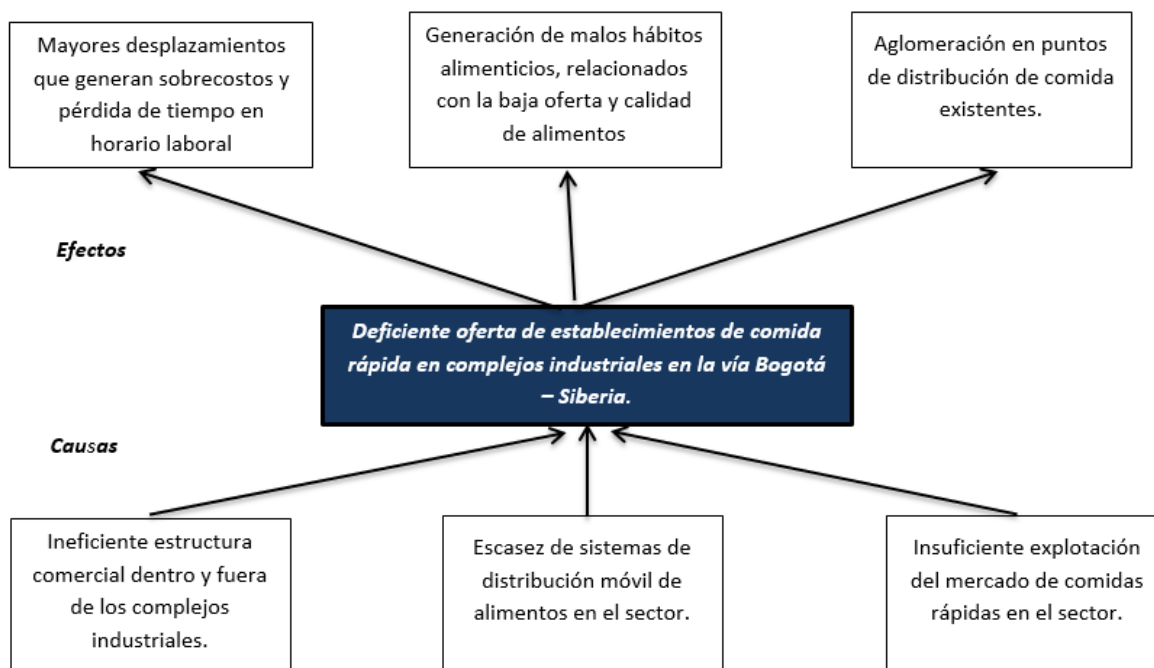 Mayores desplazamientos
que generan sobrecostos y
pérdida de tiempo en
horario laboral
Generación de malos hábitos
alimenticios, relacionados
con la baja oferta y calidad
de alimentos
Aglomeración en puntos
de distribución de comida
existentes.
Efectos
Deficiente oferta de establecimientos de comida
rápida en complejos industriales en la vía Bogotá
– Siberia.
Causas
Ineficiente estructura
comercial dentro y fuera
de los complejos
industriales.
Escasez de sistemas de
distribución móvil de
alimentos en el sector.
Insuficiente explotación
del mercado de comidas
rápidas en el sector.